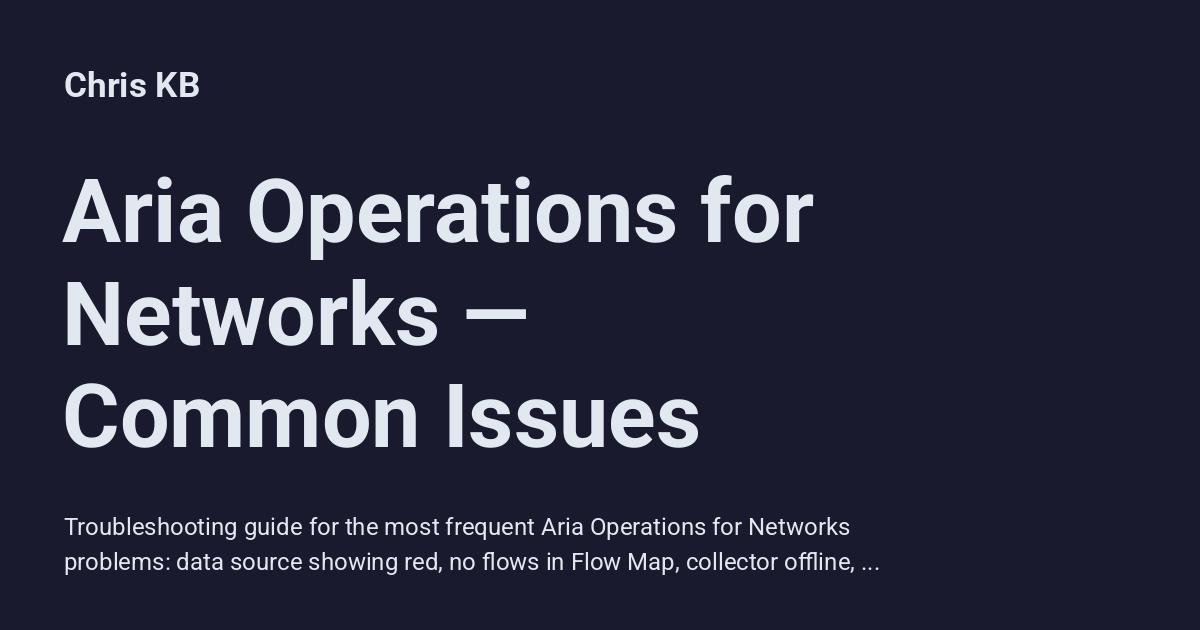 Chris KB
Aria Operations for
Networks —
Common Issues
Troubleshooting guide for the most frequent Aria Operations for Networks
problems: data source showing red, no flows in Flow Map, collector offline, ...